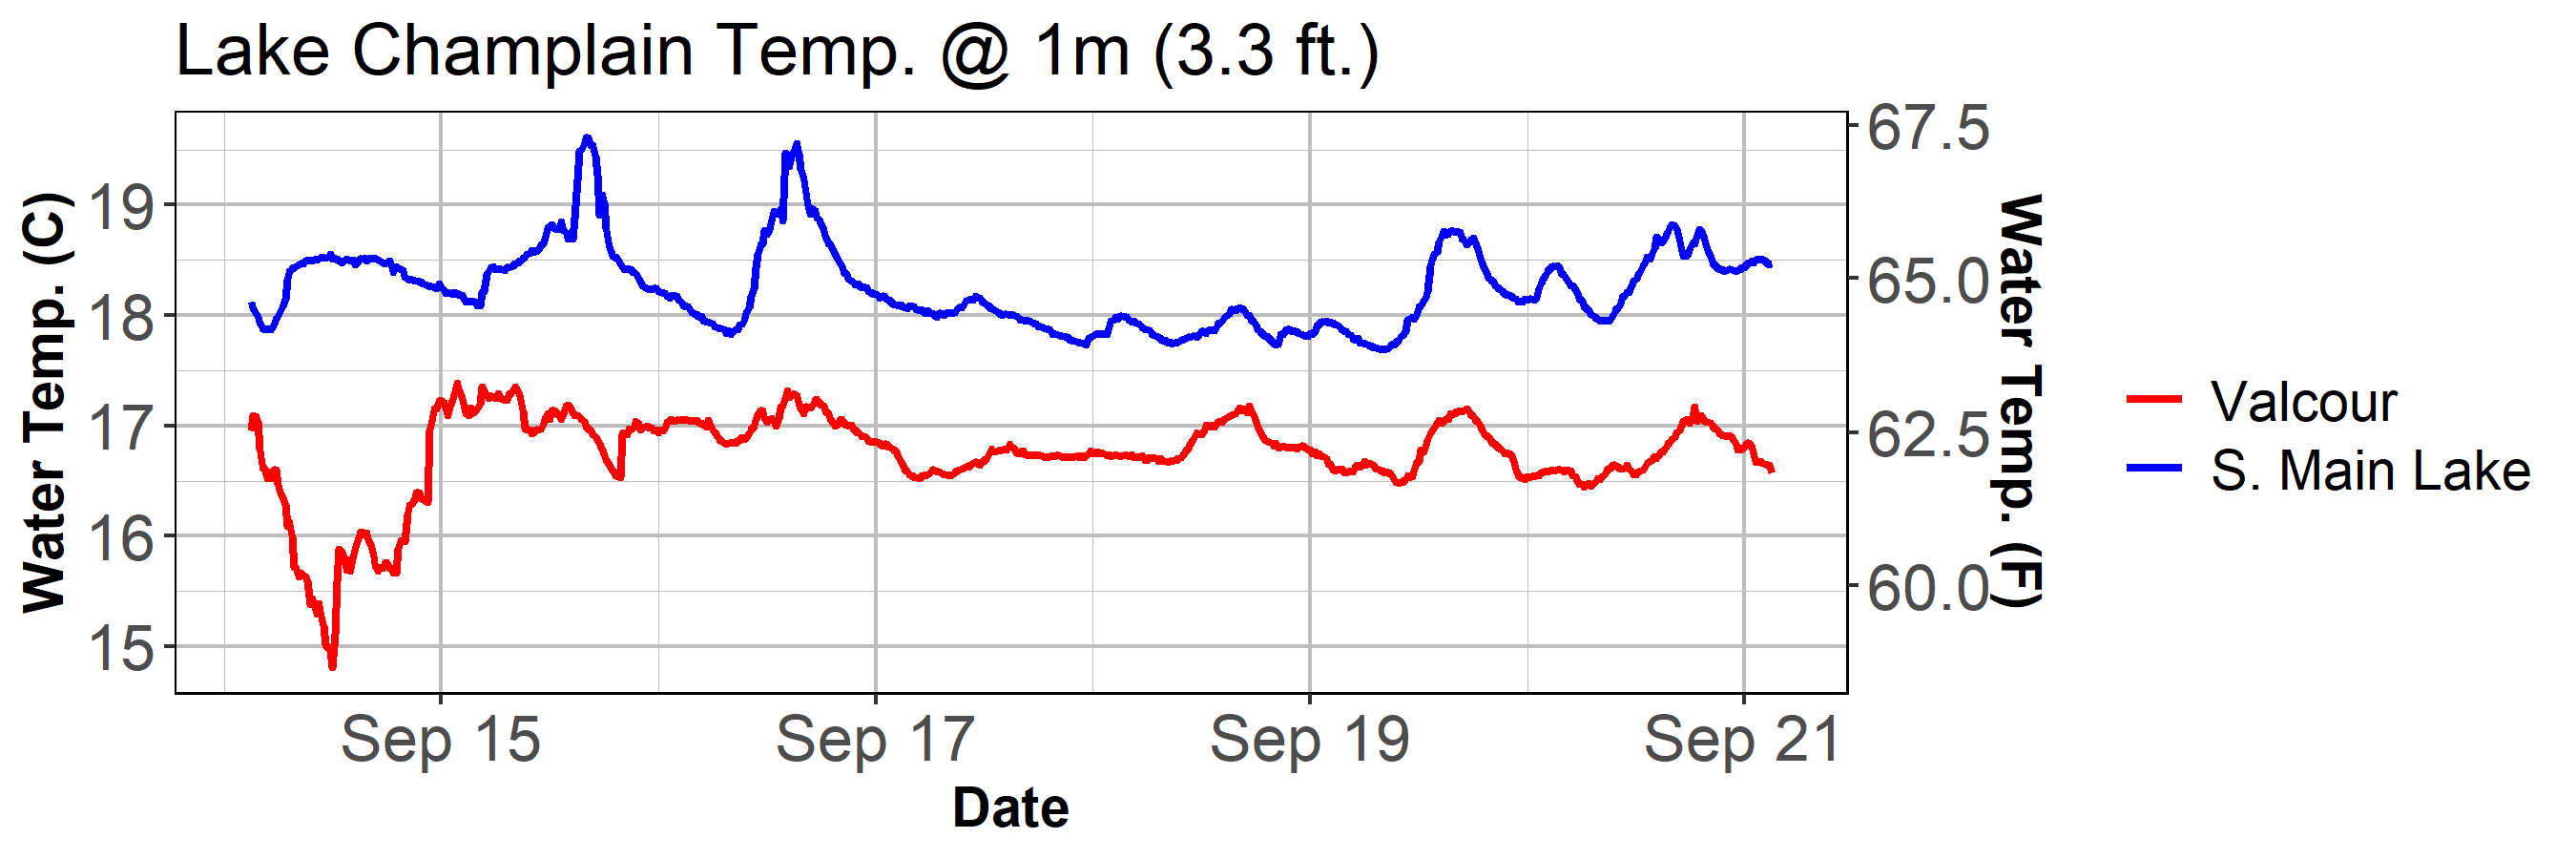 Lake Champlain Temp. @ 1m (3.3 ft.)
Water Temp. (C)
19
18
17
16
15
67.5
65.0
62.5
60.0
Water Temp. (F)
Valcour
S. Main Lake
Sep 15 Sep 17 Sep 19 Sep 21
Date